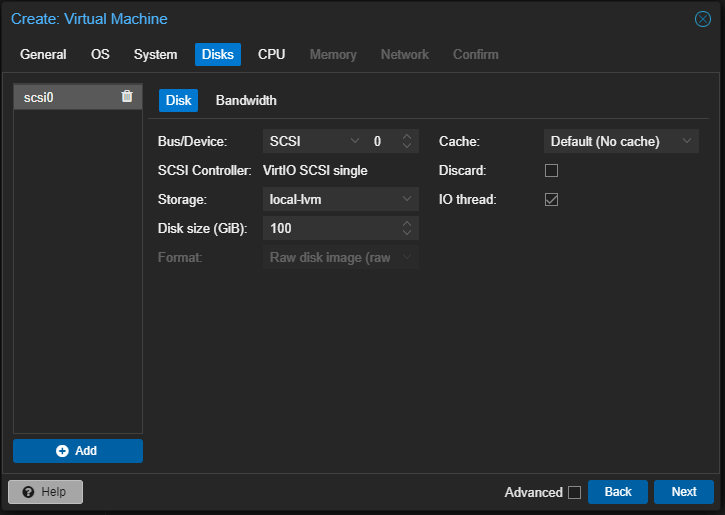 Create: Virtual Machine
General OS System Disks CPU Memory Network Confirm
scsi0
Disk Bandwidth
Bus/Device: SCSI 0 Cache: Default (No cache)
SCSI Controller: VirtIO SCSI single Discard:
Storage: local-lvm IO thread:
Disk size (GiB): 100
Format: Raw disk image (raw
Add
Help Advanced Back Next